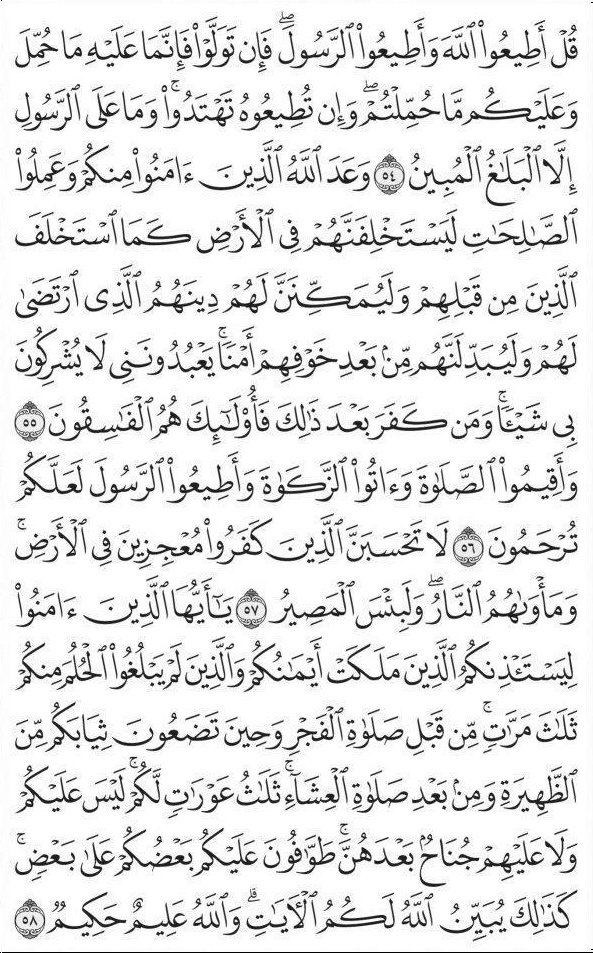 قُلْ أَطِيعُوا۟ ٱللَّهَ وَأَطِيعُوا۟ ٱلرَّسُولَۖ فَإِن تَوَلَّوْا۟ فَإِنَّمَا عَلَيْهِ مَا حُمِّلَ
وَعَلَيْكُم مَّا حُمِّلْتُمْۖ وَإِن تُطِيعُوهُ تَهْتَدُوا۟ۚ وَمَا عَلَى ٱلرَّسُولِ
إِلَّا ٱلْبَلَـٰغُ ٱلْمُبِينُ ٥٤ وَعَدَ ٱللَّهُ ٱلَّذِينَ ءَامَنُوا۟ مِنكُمْ وَعَمِلُوا۟
ٱلصَّـٰلِحَـٰتِ لَيَسْتَخْلِفَنَّهُمْ فِى ٱلْأَرْضِ كَمَا ٱسْتَخْلَفَ
ٱلَّذِينَ مِن قَبْلِهِمْ وَلَيُمَكِّنَنَّ لَهُمْ دِينَهُمُ ٱلَّذِى ٱرْتَضَىٰ
لَهُمْ وَلَيُبَدِّلَنَّهُم مِّنۢ بَعْدِ خَوْفِهِمْ أَمْنًاۚ يَعْبُدُونَنِى لَا يُشْرِكُونَ
بِى شَيْـًٔاۚ وَمَن كَفَرَ بَعْدَ ذَٰلِكَ فَأُو۟لَـٰٓئِكَ هُمُ ٱلْفَـٰسِقُونَ ٥٥
وَأَقِيمُوا۟ ٱلصَّلَوٰةَ وَءَاتُوا۟ ٱلزَّكَوٰةَ وَأَطِيعُوا۟ ٱلرَّسُولَ لَعَلَّكُمْ
تُرْحَمُونَ ٥٦ لَا تَحْسَبَنَّ ٱلَّذِينَ كَفَرُوا۟ مُعْجِزِينَ فِى ٱلْأَرْضِۚ
وَمَأْوَىٰهُمُ ٱلنَّارُۖ وَلَبِئْسَ ٱلْمَصِيرُ ٥٧ يَـٰٓأَيُّهَا ٱلَّذِينَ ءَامَنُوا۟
لِيَسْتَـْٔذِنكُمُ ٱلَّذِينَ مَلَكَتْ أَيْمَـٰنُكُمْ وَٱلَّذِينَ لَمْ يَبْلُغُوا۟ ٱلْحُلُمَ مِنكُمْ
ثَلَـٰثَ مَرَّٰتٍۚ مِّن قَبْلِ صَلَوٰةِ ٱلْفَجْرِ وَحِينَ تَضَعُونَ ثِيَابَكُم مِّنَ
ٱلظَّهِيرَةِ وَمِنۢ بَعْدِ صَلَوٰةِ ٱلْعِشَآءِۚ ثَلَـٰثُ عَوْرَٰتٍ لَّكُمْۚ لَيْسَ عَلَيْكُمْ
وَلَا عَلَيْهِمْ جُنَاحٌۢ بَعْدَهُنَّۚ طَوَّٰفُونَ عَلَيْكُم بَعْضُكُمْ عَلَىٰ بَعْضٍۚ
كَذَٰلِكَ يُبَيِّنُ ٱللَّهُ لَكُمُ ٱلْـَٔايَـٰتِۗ وَٱللَّهُ عَلِيمٌ حَكِيمٌ ٥٨